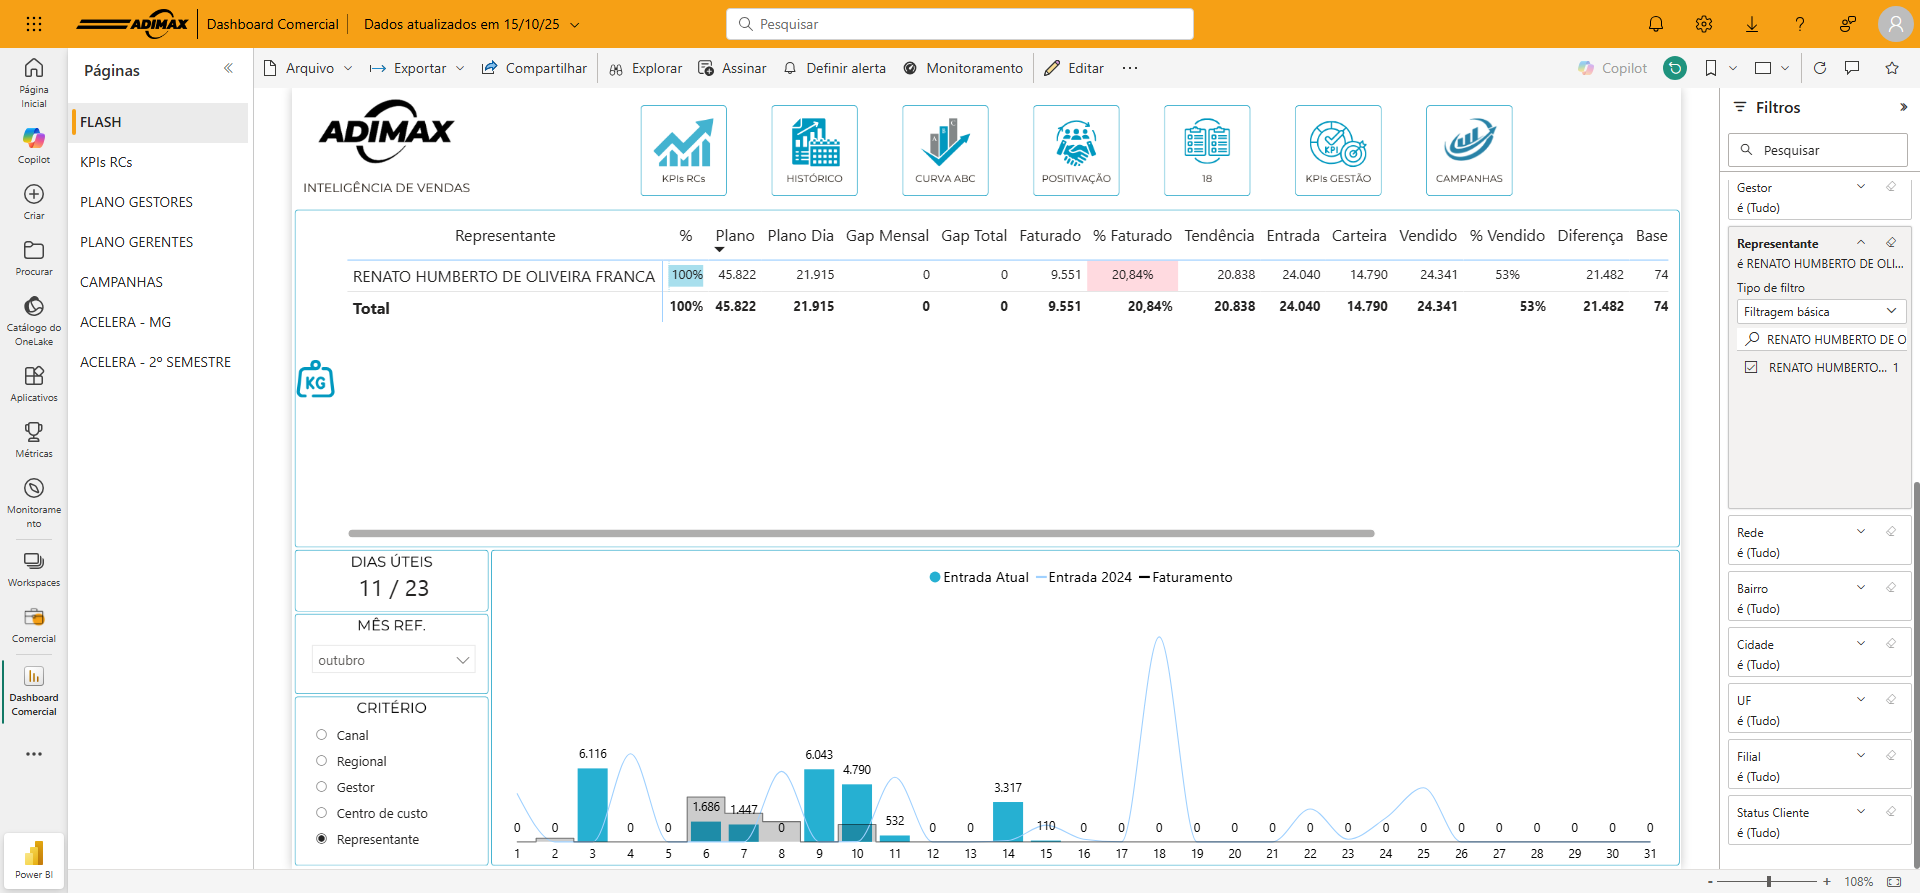 ADIMAX
Dashboard Comercial
Dados atualizados em 15/10/25
Pesquisar
Página Inicial
Copilot
Criar
Procurar
Catálogo do OneLake
Aplicativos
Métricas
Monitorame
nto
Workspaces
Comercial
Dashboard Comercial
Power BI
Páginas
FLASH
KPIs RCs
PLANO GESTORES
PLANO GERENTES
CAMPANHAS
ACELERA - MG
ACELERA - 2º SEMESTRE
Arquivo Exportar Compartilhar Explorar Assinar Definir alerta Monitoramento Editar ... Copilot
ADIMAX
INTELIGÊNCIA DE VENDAS
KPIs RCs
HISTÓRICO
A B C
CURVA ABC
POSITIVAÇÃO
18
KPI
KPIs GESTÃO
CAMPANHAS
Representante % Plano Plano Dia Gap Mensal Gap Total Faturado % Faturado Tendência Entrada Carteira Vendido % Vendido Diferença Base
RENATO HUMBERTO DE OLIVEIRA FRANCA 100% 45.822 21.915 0 0 9.551 20,84% 20.838 24.040 14.790 24.341 53% 21.482 74
Total 100% 45.822 21.915 0 0 9.551 20,84% 20.838 24.040 14.790 24.341 53% 21.482 74
KG
DIAS ÚTEIS
11 / 23
MÊS REF.
outubro
CRITÉRIO
Canal
Regional
Gestor
Centro de custo
Representante
Entrada Atual Entrada 2024 Faturamento
0 0 6.116 0 0 1.686 1.447 0 6.043 4.790 532 0 0 3.317 110 0 0 0 0 0 0 0 0 0 0 0 0 0 0 0 0
1 2 3 4 5 6 7 8 9 10 11 12 13 14 15 16 17 18 19 20 21 22 23 24 25 26 27 28 29 30 31
Filtros
Pesquisar
Gestor
é (Tudo)
Representante
é RENATO HUMBERTO DE OLI...
Tipo de filtro
Filtragem básica
RENATO HUMBERTO DE O
RENATO HUMBERTO... 1
Rede
é (Tudo)
Bairro
é (Tudo)
Cidade
é (Tudo)
UF
é (Tudo)
Filial
é (Tudo)
Status Cliente
é (Tudo)
- + 108%